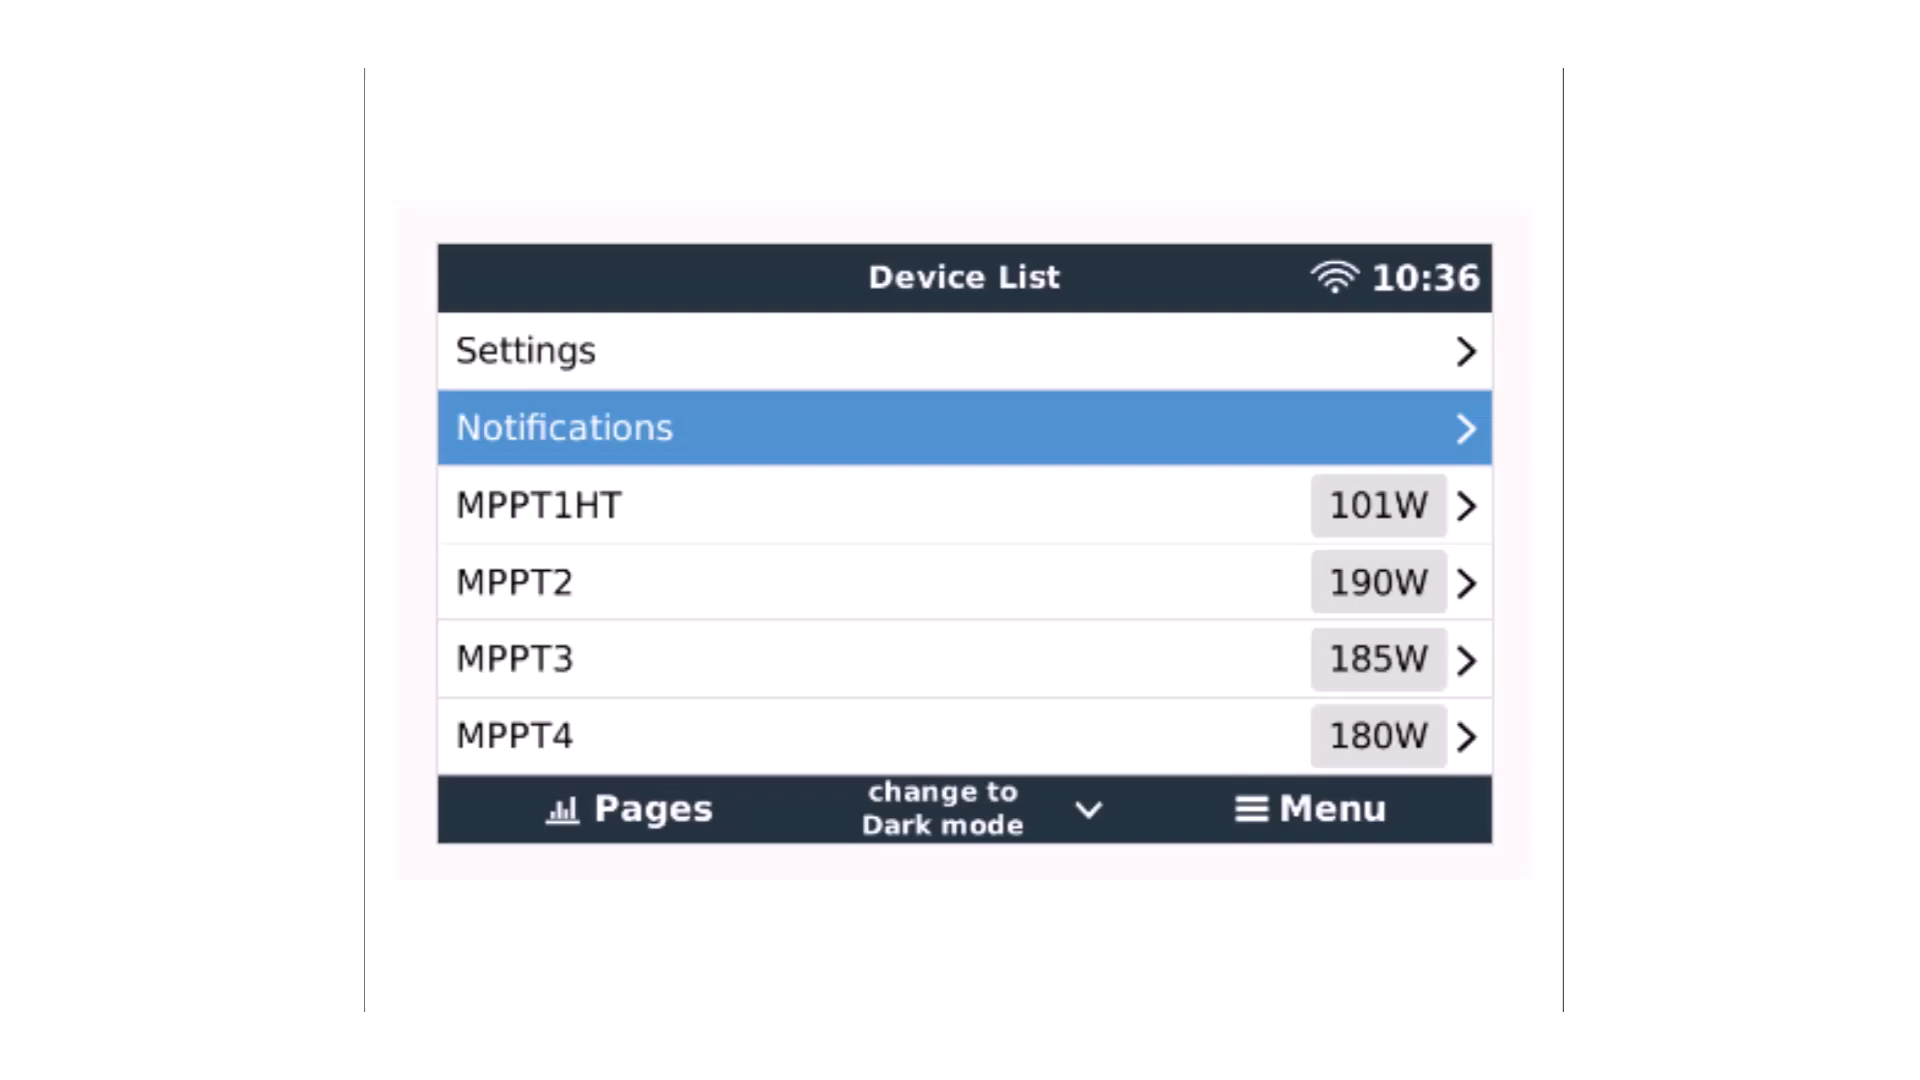 Device List 10:36
Settings
Notifications
MPPT1HT 101W
MPPT2 190W
MPPT3 185W
MPPT4 180W
Pages
change to
Dark mode
Menu